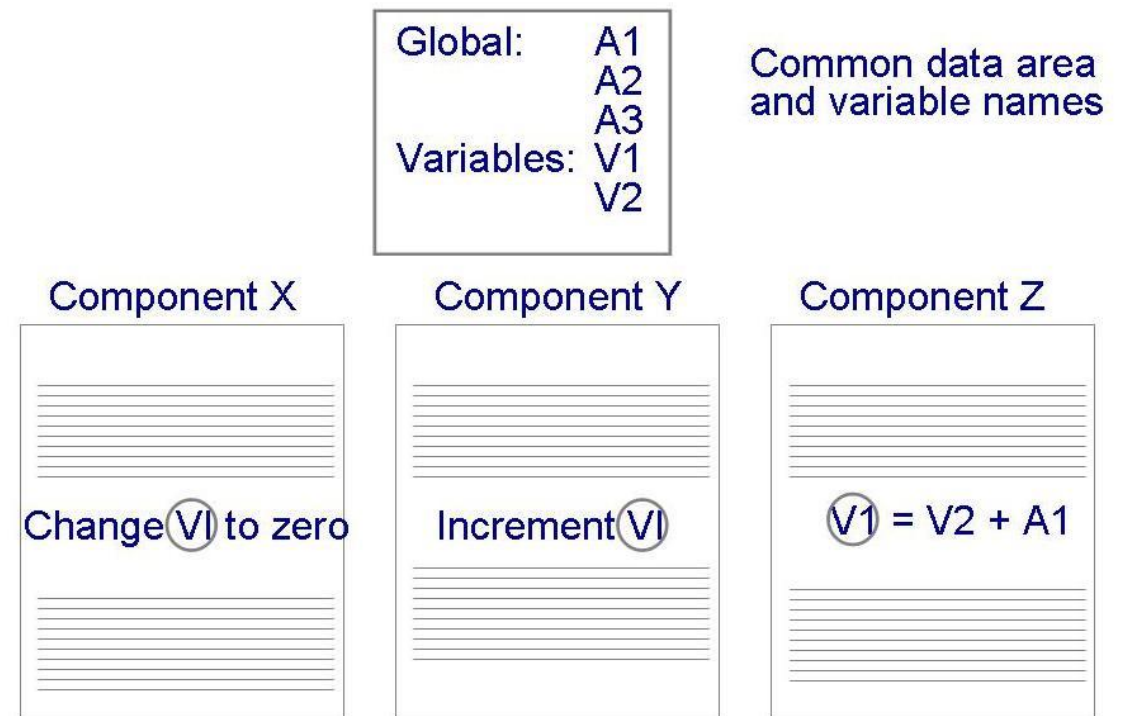 Global: A1
A2
A3
Variables: V1
V2
Common data area
and variable names
Component X
Component Y
Component Z
Change VI to zero
Increment VI
V1 = V2 + A1